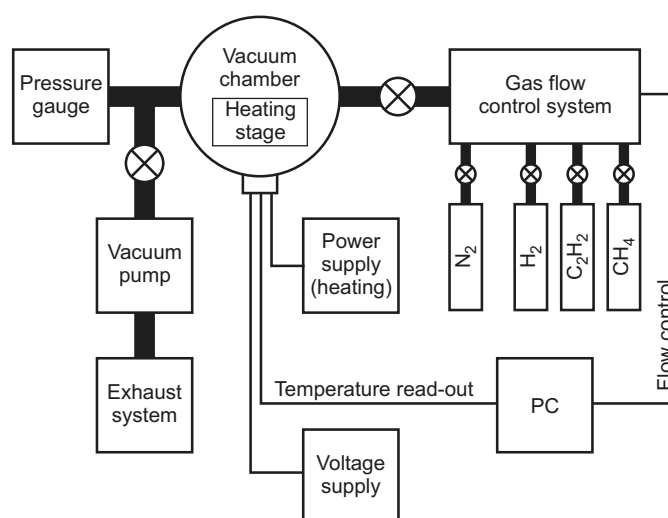 Pressure
gauge
Vacuum
chamber
Heating
stage
Gas flow
control system
N₂
H₂
C₂H₂
CH₄
Vacuum
pump
Power
supply
(heating)
Flow control
Exhaust
system
Temperature read-out
PC
Voltage
supply